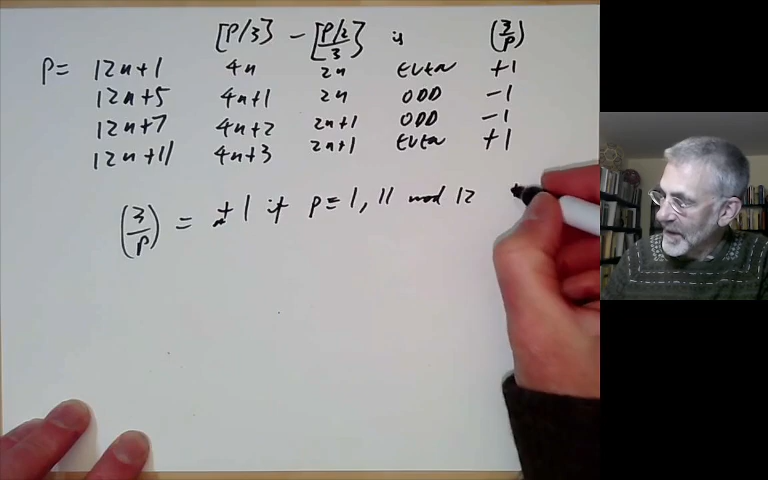 [P/3] - [P/2/3] is (3/P)
P= 12n+1 4n 2n EVEN +1
12n+5 4n+1 2n ODD -1
12n+7 4n+2 2n+1 ODD -1
12n+11 4n+3 2n+1 EVEN +1
(3/P) = +1 if P≡1, 11 mod 12